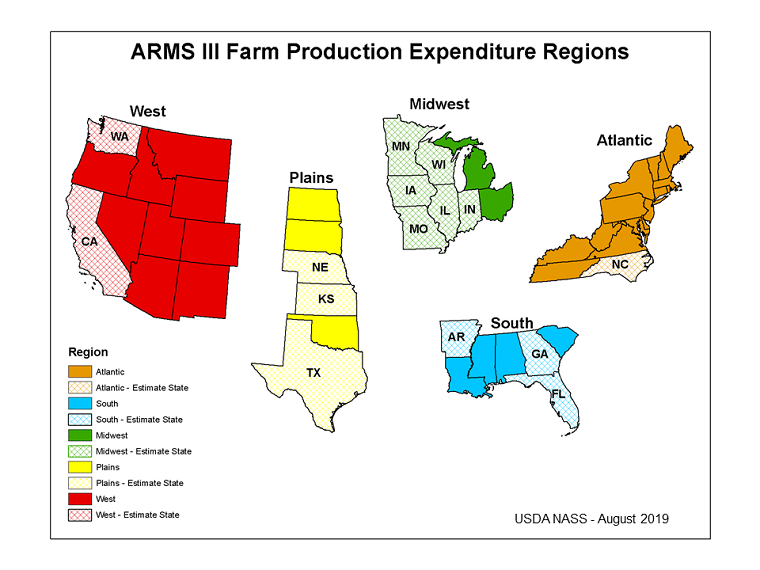 ARMS III Farm Production Expenditure Regions
West
Midwest
Atlantic
Plains
South
WA
CA
MN
WI
IA
IL
IN
MO
NE
KS
TX
NC
AR
GA
FL
Region
Atlantic
Atlantic - Estimate State
South
South - Estimate State
Midwest
Midwest - Estimate State
Plains
Plains - Estimate State
West
West - Estimate State
USDA NASS - August 2019